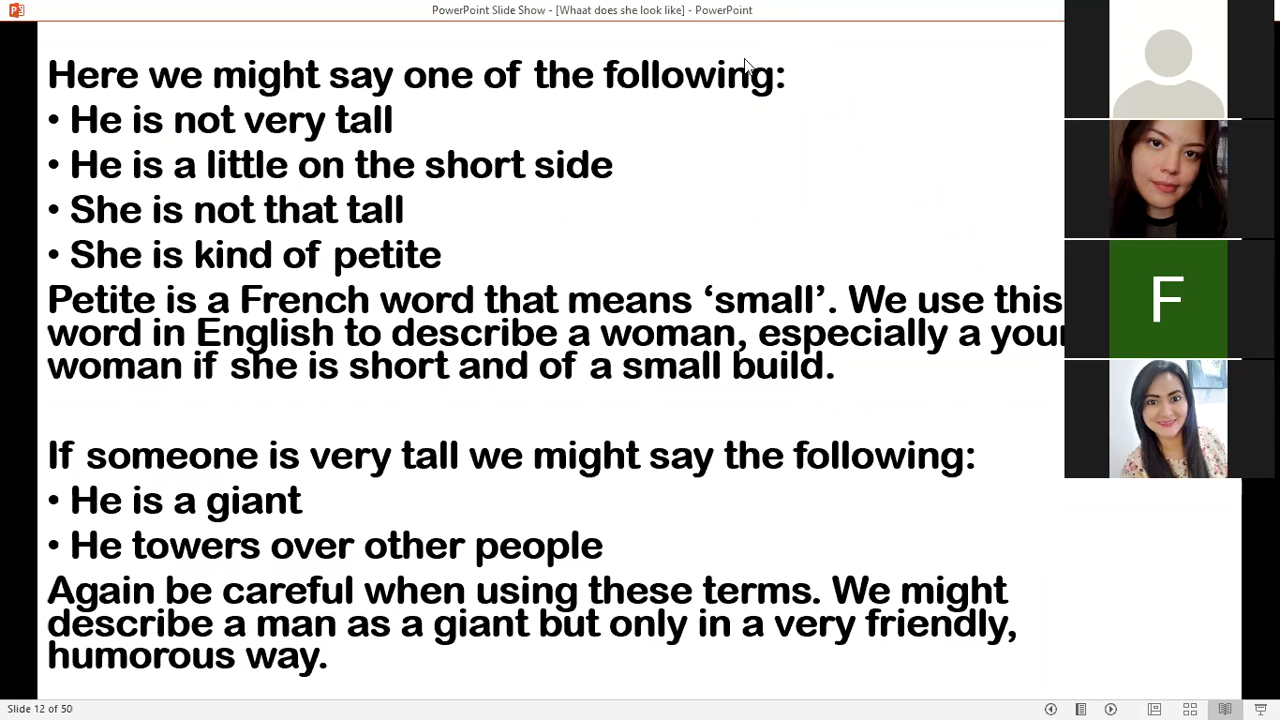 PowerPoint Slide Show - [Whaat does she look like] - PowerPoint
Here we might say one of the following:
• He is not very tall
• He is a little on the short side
• She is not that tall
• She is kind of petite
Petite is a French word that means ‘small’. We use this
word in English to describe a woman, especially a
woman if she is short and of a small build.
If someone is very tall we might say the following:
• He is a giant
• He towers over other people
Again be careful when using these terms. We might
describe a man as a giant but only in a very friendly,
humorous way.
F
Slide 12 of 50